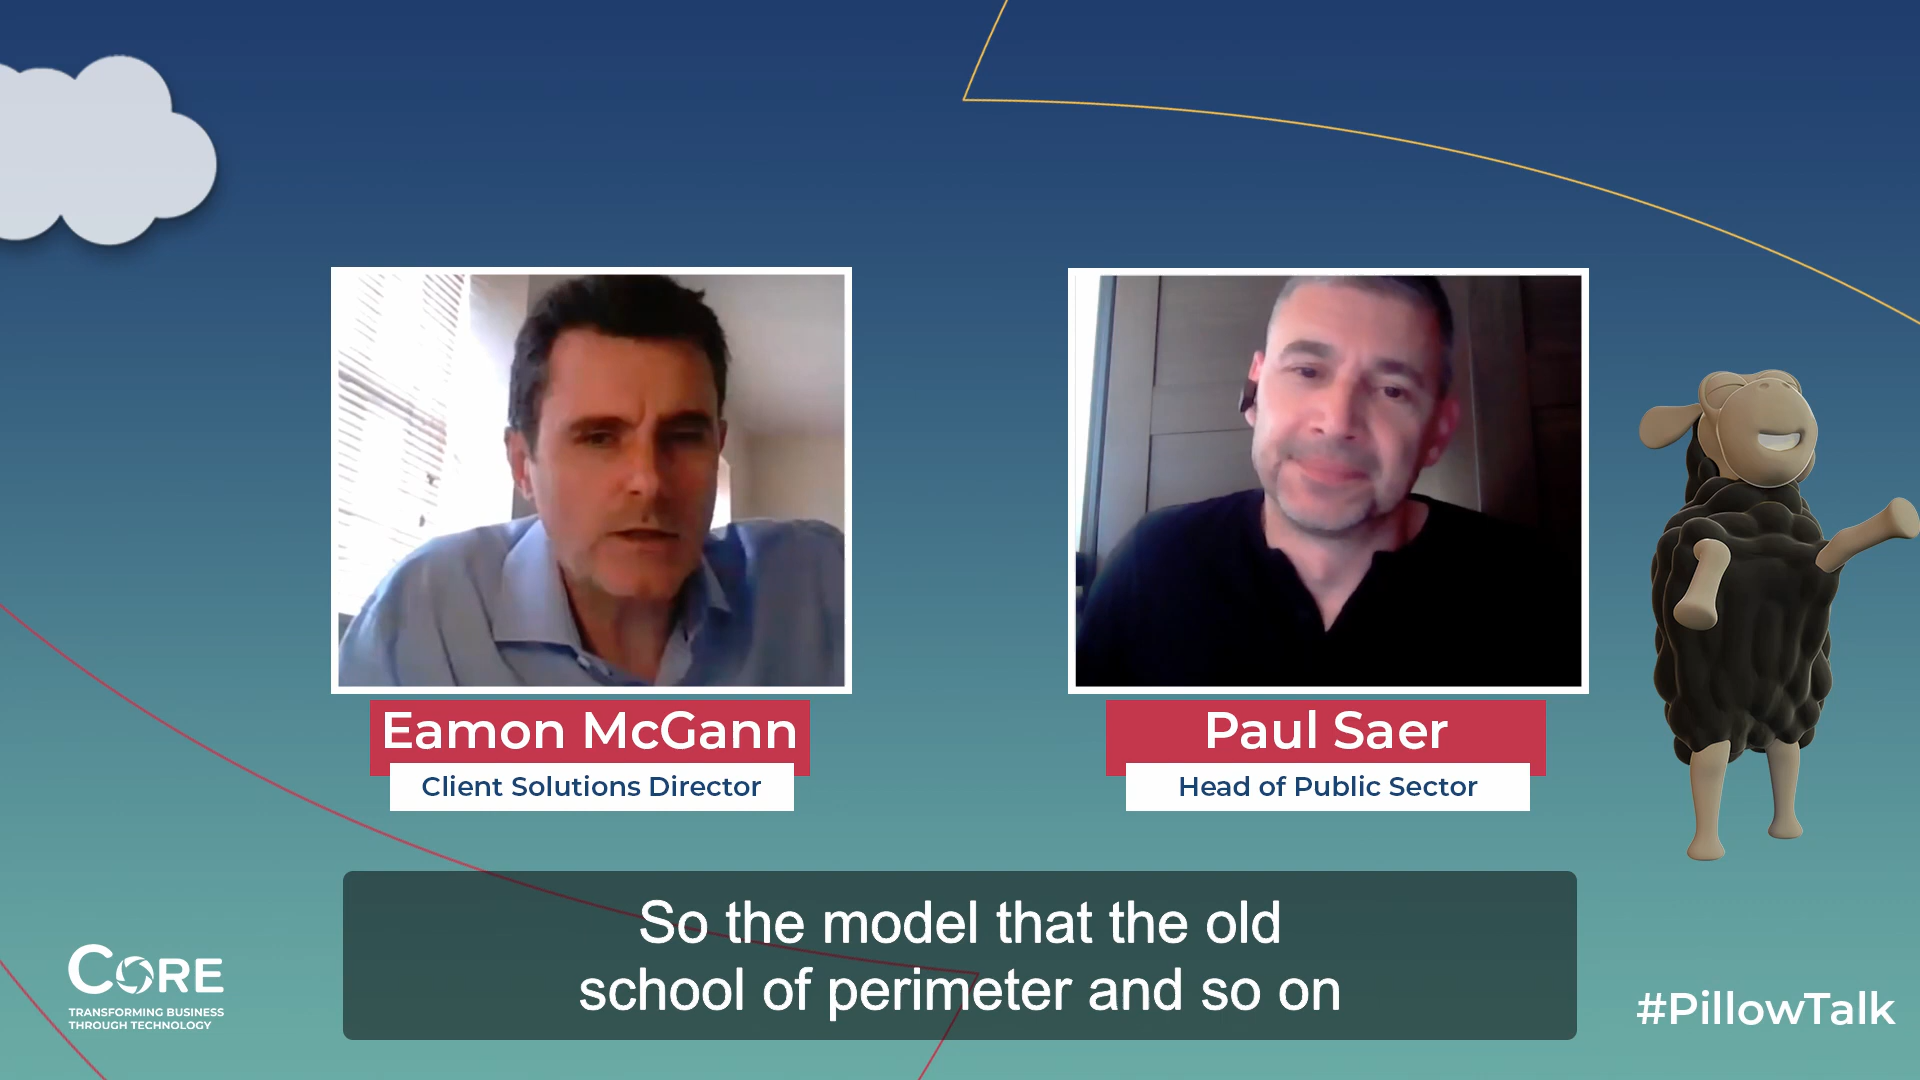 Eamon McGann
Client Solutions Director
Paul Saer
Head of Public Sector
So the model that the old
school of perimeter and so on
CORE
TRANSFORMING BUSINESS
THROUGH TECHNOLOGY
#PillowTalk